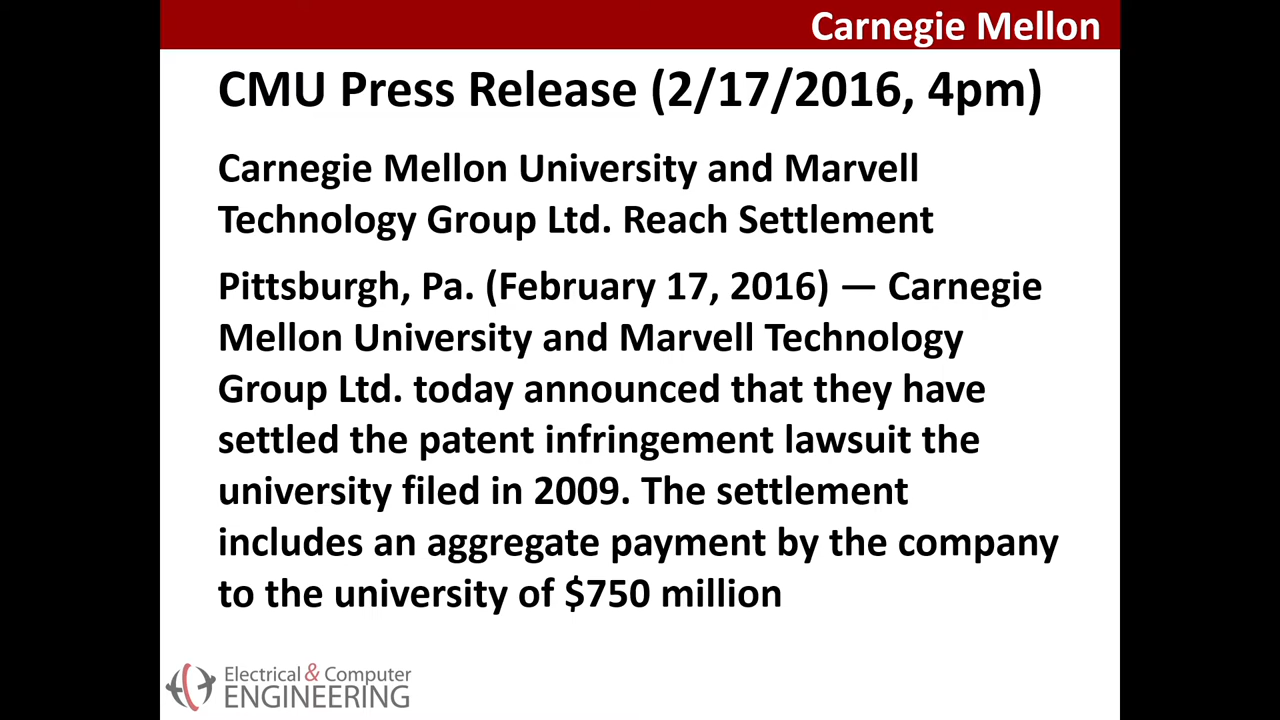 Carnegie Mellon
CMU Press Release (2/17/2016, 4pm)
Carnegie Mellon University and Marvell
Technology Group Ltd. Reach Settlement
Pittsburgh, Pa. (February 17, 2016) — Carnegie
Mellon University and Marvell Technology
Group Ltd. today announced that they have
settled the patent infringement lawsuit the
university filed in 2009. The settlement
includes an aggregate payment by the company
to the university of $750 million
Electrical & Computer
ENGINEERING